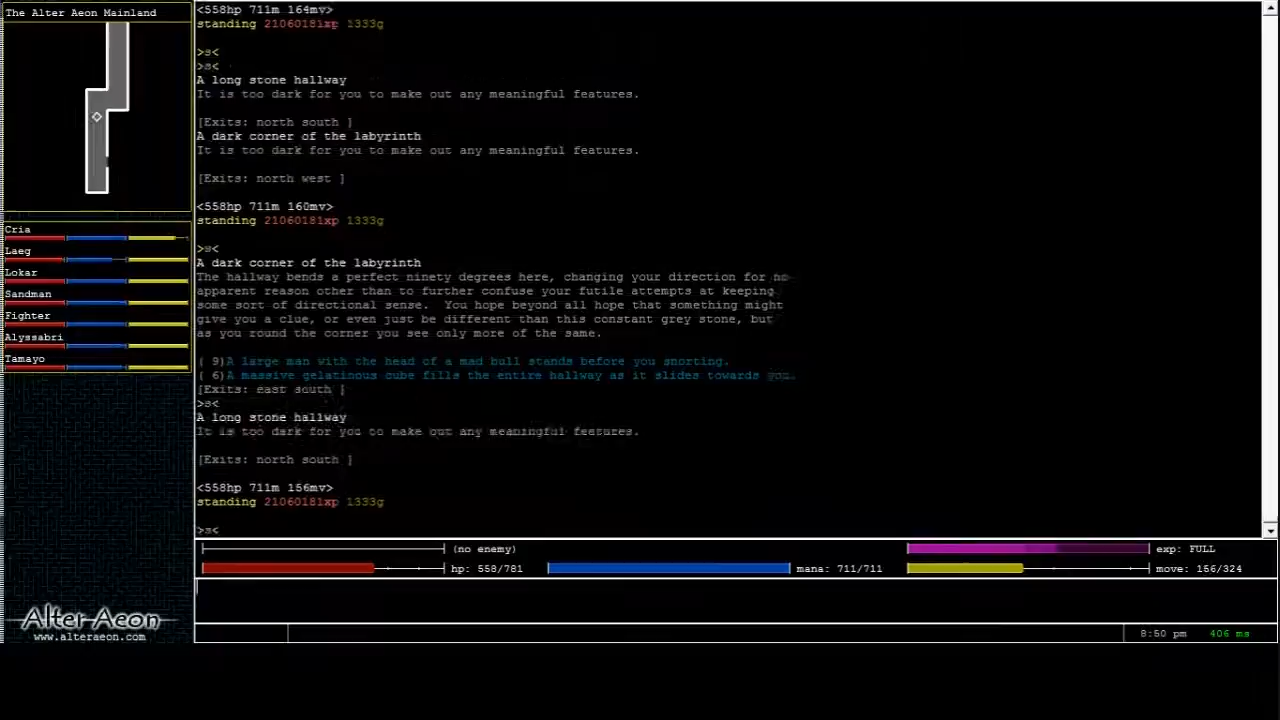 The Alter Aeon Mainland
Cria
Laeg
Lokar
Sandman
Fighter
Alyssabri
Tamayo
Alter Aeon
www.alteraeon.com
<558hp 711m 164mv>
standing 21060181xp 1333g
>s<
>s<
A long stone hallway
It is too dark for you to make out any meaningful features.
[Exits: north south ]
A dark corner of the labyrinth
It is too dark for you to make out any meaningful features.
[Exits: north west ]
<558hp 711m 160mv>
standing 21060181xp 1333g
>w<
A dark corner of the labyrinth
The hallway bends a perfect ninety degrees here, changing your direction for no
apparent reason other than to further confuse your futile attempts at keeping
some sort of directional sense.  You hope beyond all hope that something might
give you a clue, or even just be different than this constant grey stone, but
as you round the corner you see only more of the same.
( 9)A large man with the head of a mad bull stands before you snorting.
( 6)A massive gelatinous cube fills the entire hallway as it slides towards you.
[Exits: east south ]
>s<
A long stone hallway
It is too dark for you to make out any meaningful features.
[Exits: north south ]
<558hp 711m 156mv>
standing 21060181xp 1333g
>s<
(no enemy)
exp: FULL
hp: 558/781
mana: 711/711
move: 156/324
8:50 pm
406 ms